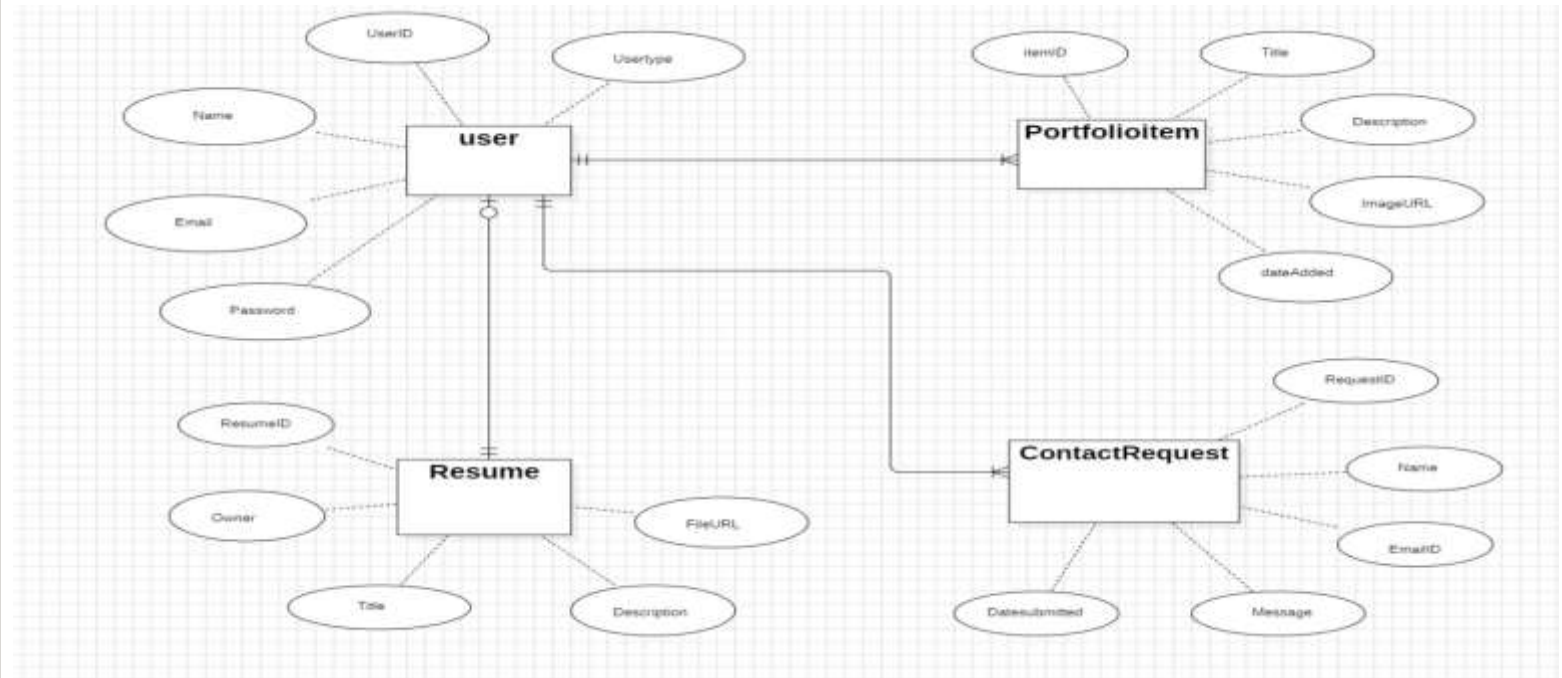 UserID
Usertype
Name
Email
Password
user
itemID
Title
Description
ImageURL
dateAdded
Portfolioitem
ResumeID
Owner
Title
Description
FileURL
Resume
RequestID
Name
EmailID
Message
Datesubmitted
ContactRequest